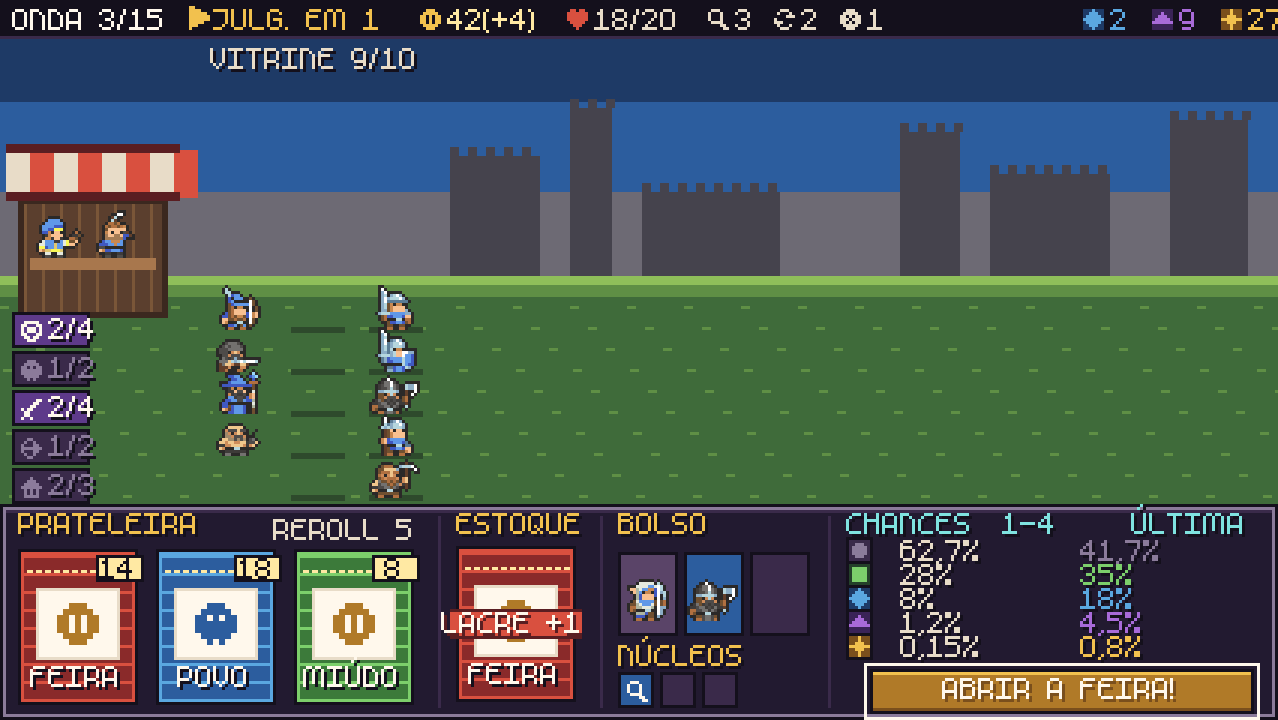 ONDA 3/15 JULG. EM 1 42(+4) 18/20 3 2 1 2 9 27
VITRINE 9/10
2/4
1/2
2/4
1/2
2/3
PRATELEIRA REROLL 5
14 18 8
FEIRA POVO MIÚDO
ESTOQUE
LACRE +1
FEIRA
BOLSO
NÚCLEOS
CHANCES 1-4 ÚLTIMA
62,7% 41,7%
28% 35%
8% 18%
1,2% 4,5%
0,15% 0,8%
ABRIR A FEIRA!